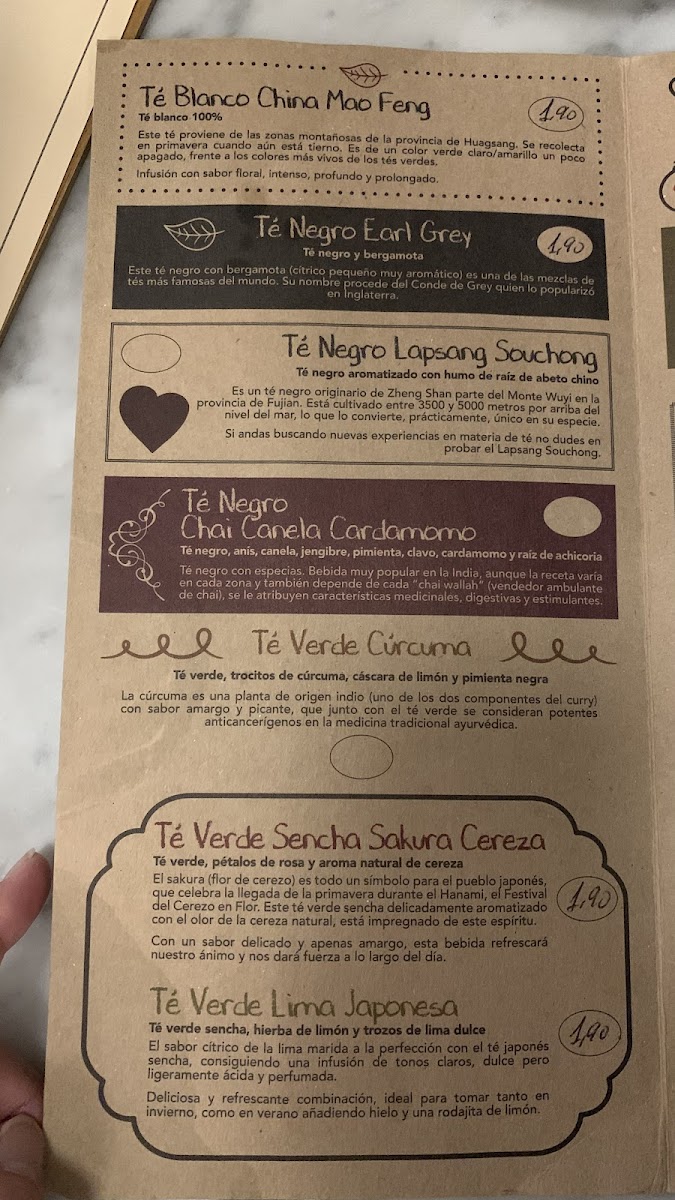 Té Blanco China Mao Feng
1,90
Té blanco 100%
Este té proviene de las zonas montañosas de la provincia de Huagsang. Se recolecta
en primavera cuando aún está tierno. Es de un color verde claro/amarillo un poco
apagado, frente a los colores más vivos de los tés verdes.
Infusión con sabor floral, intenso, profundo y prolongado.
Té Negro Earl Grey
1,90
Té negro y bergamota
Este té negro con bergamota (cítrico pequeño muy aromático) es una de las mezclas de
tés más famosas del mundo. Su nombre procede del Conde de Grey quien lo popularizó
en Inglaterra.
Té Negro Lapsang Souchong
Té negro aromatizado con humo de raíz de abeto chino
Es un té negro originario de Zheng Shan parte del Monte Wuyi en la
provincia de Fujian. Está cultivado entre 3500 y 5000 metros por arriba del
nivel del mar, lo que lo convierte, prácticamente, único en su especie.
Si andas buscando nuevas experiencias en materia de té no dudes en
probar el Lapsang Souchong.
Té Negro
Chai Canela Cardamomo
Té negro, anís, canela, jengibre, pimienta, clavo, cardamomo y raíz de achicoria
Té negro con especias. Bebida muy popular en la India, aunque la receta varía
en cada zona y también depende de cada "chai wallah" (vendedor ambulante
de chai), se le atribuyen características medicinales, digestivas y estimulantes.
Té Verde Cúrcuma
Té verde, trocitos de cúrcuma, cáscara de limón y pimienta negra
La cúrcuma es una planta de origen indio (uno de los dos componentes del curry)
con sabor amargo y picante, que junto con el té verde se consideran potentes
anticancerígenos en la medicina tradicional ayurvédica.
Té Verde Sencha Sakura Cereza
Té verde, pétalos de rosa y aroma natural de cereza
El sakura (flor de cerezo) es todo un símbolo para el pueblo japonés,
que celebra la llegada de la primavera durante el Hanami, el Festival
del Cerezo en Flor. Este té verde sencha delicadamente aromatizado
con el olor de la cereza natural, está impregnado de este espíritu.
1,90
Con un sabor delicado y apenas amargo, esta bebida refrescará
nuestro ánimo y nos dará fuerza a lo largo del día.
Té Verde Lima Japonesa
Té verde sencha, hierba de limón y trozos de lima dulce
1,90
El sabor cítrico de la lima marida a la perfección con el té japonés
sencha, consiguiendo una infusión de tonos claros, dulce pero
ligeramente ácida y perfumada.
Deliciosa y refrescante combinación, ideal para tomar tanto en
invierno, como en verano añadiendo hielo y una rodajita de limón.